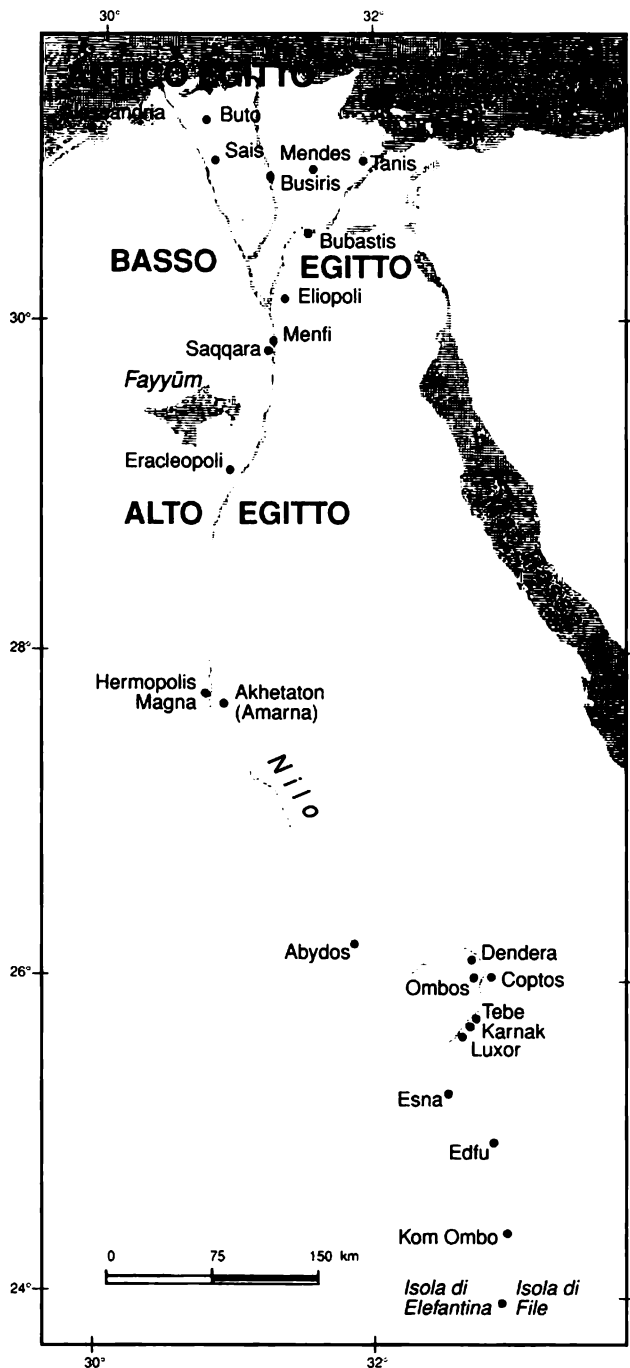 30°
32°
ANTICO EGITTO
Buto
Sais
Mendes
Tanis
Busiris
Bubastis
BASSO EGITTO
Eliopoli
30°
Menfi
Saqqara
Fayyūm
Eracleopoli
ALTO EGITTO
28°
Hermopolis
Magna
Akhetaton
(Amarna)
Nilo
Abydos
Dendera
26°
Ombos
Coptos
Tebe
Karnak
Luxor
Esna
Edfu
Kom Ombo
0 75 150 km
24°
Isola di
Elefantina
Isola di
File
30°
32°